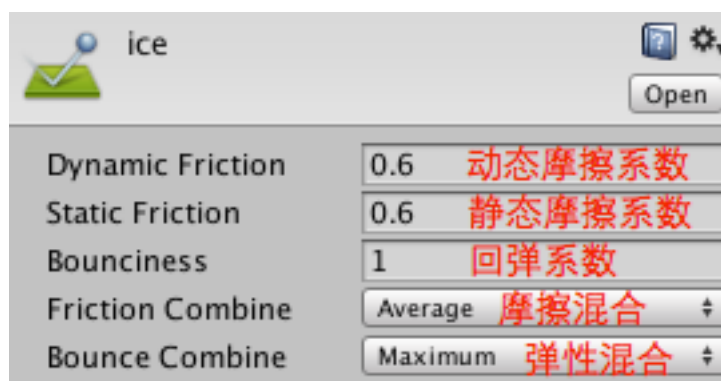 ice
Open
Dynamic Friction 0.6 动态摩擦系数
Static Friction 0.6 静态摩擦系数
Bounciness 1 回弹系数
Friction Combine Average 摩擦混合
Bounce Combine Maximum 弹性混合